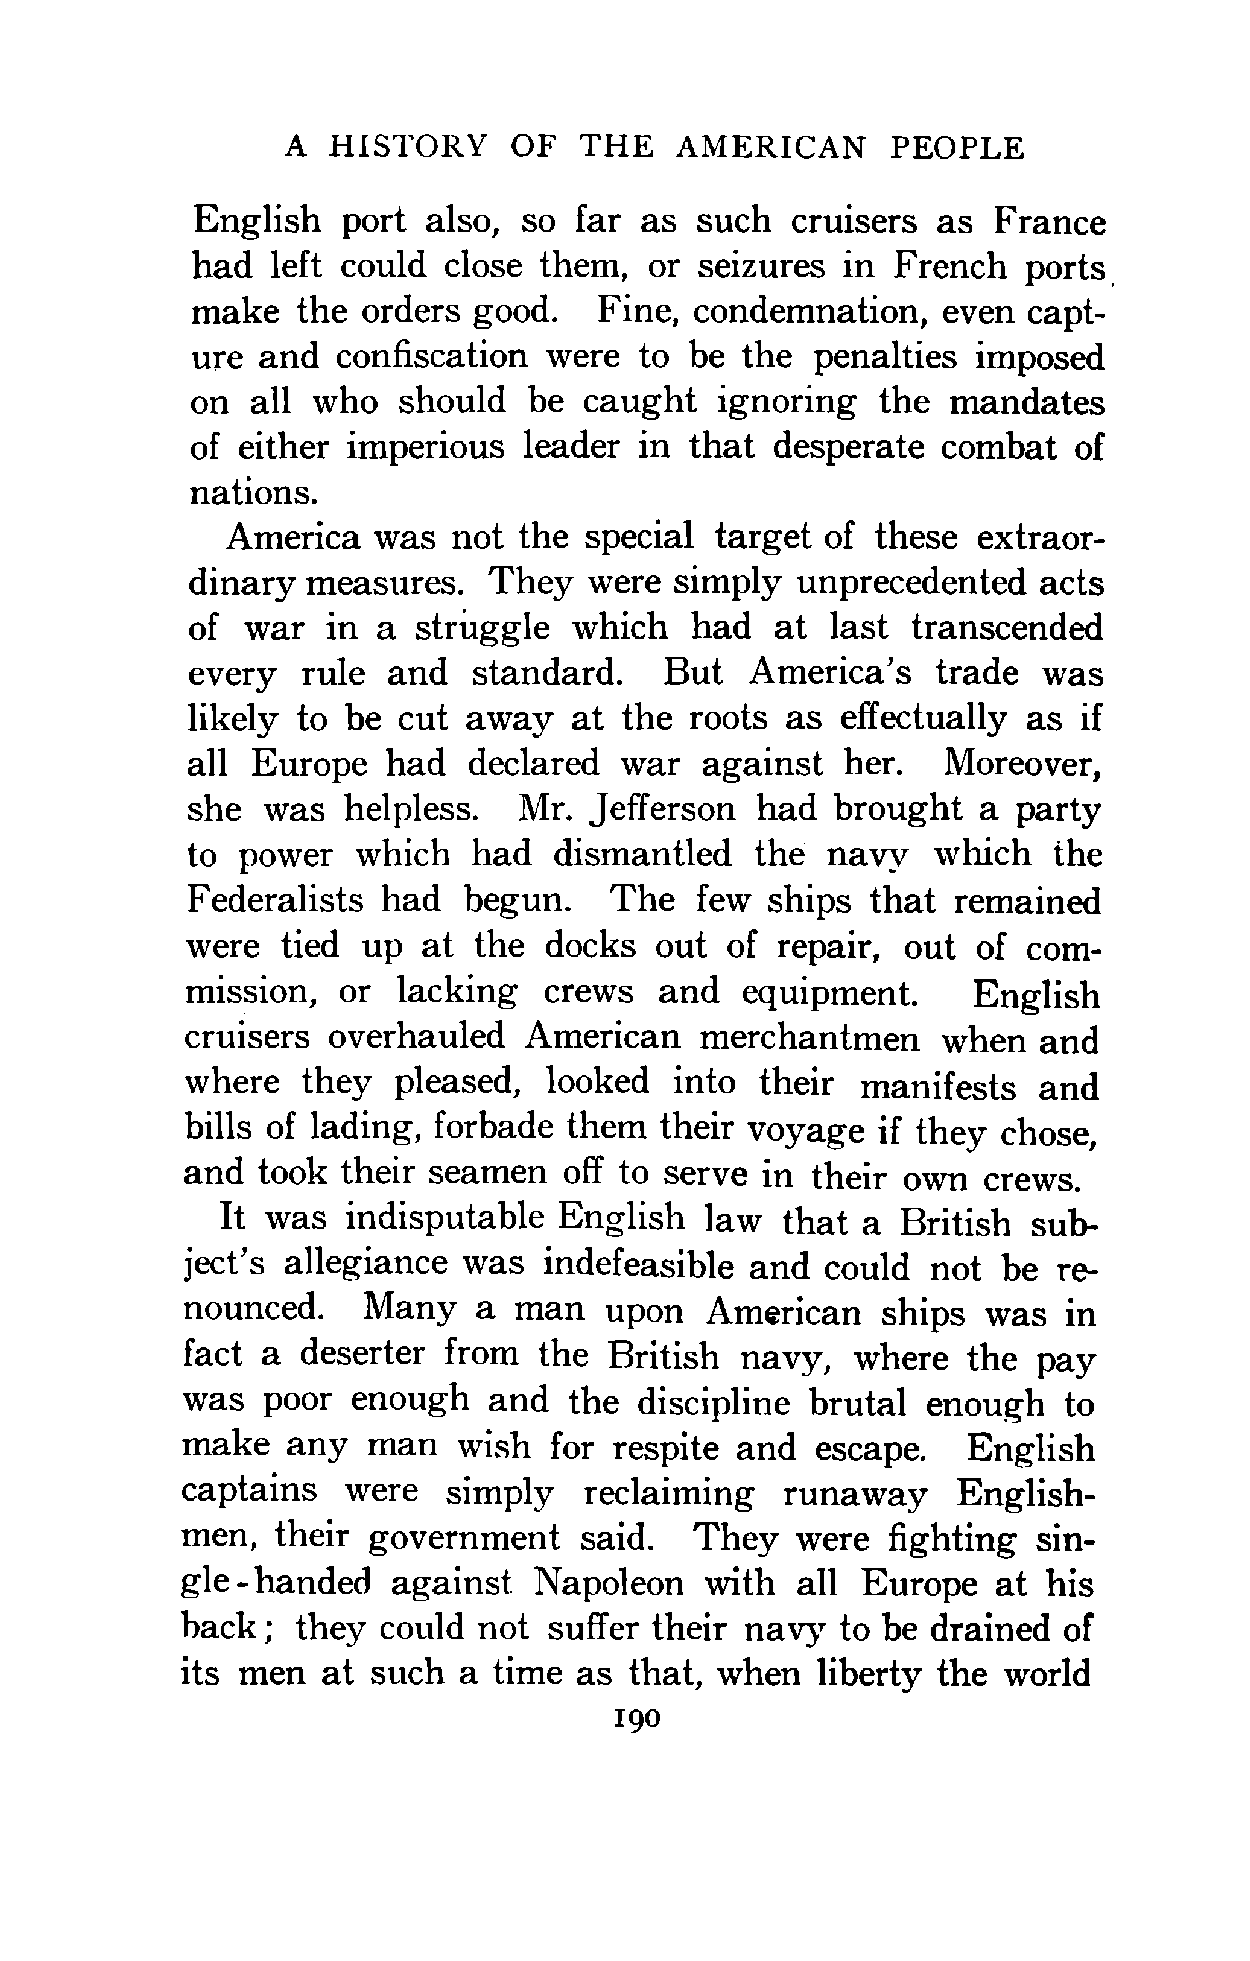 A HISTORY OF THE AMERICAN PEOPLE
English port also, so far as such cruisers as France
had left could close them, or seizures in French ports
make the orders good. Fine, condemnation, even capt-
ure and confiscation were to be the penalties imposed
on all who should be caught ignoring the mandates
of either imperious leader in that desperate combat of
nations.
America was not the special target of these extraor-
dinary measures. They were simply unprecedented acts
of war in a struggle which had at last transcended
every rule and standard. But America's trade was
likely to be cut away at the roots as effectually as if
all Europe had declared war against her. Moreover,
she was helpless. Mr. Jefferson had brought a party
to power which had dismantled the navy which the
Federalists had begun. The few ships that remained
were tied up at the docks out of repair, out of com-
mission, or lacking crews and equipment. English
cruisers overhauled American merchantmen when and
where they pleased, looked into their manifests and
bills of lading, forbade them their voyage if they chose,
and took their seamen off to serve in their own crews.
It was indisputable English law that a British sub-
ject's allegiance was indefeasible and could not be re-
nounced. Many a man upon American ships was in
fact a deserter from the British navy, where the pay
was poor enough and the discipline brutal enough to
make any man wish for respite and escape. English
captains were simply reclaiming runaway English-
men, their government said. They were fighting sin-
gle-handed against Napoleon with all Europe at his
back; they could not suffer their navy to be drained of
its men at such a time as that, when liberty the world
190